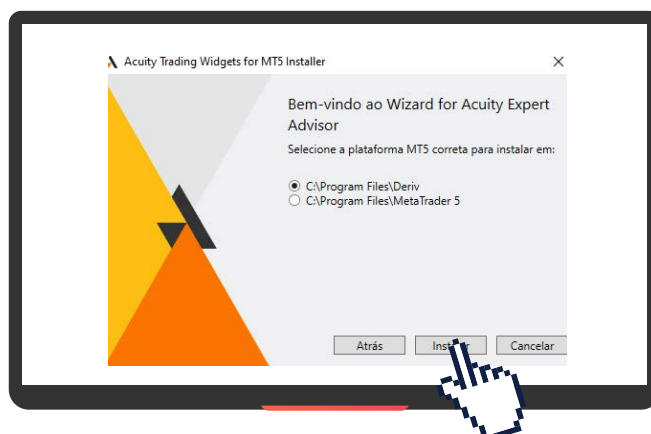 Acuity Trading Widgets for MT5 Installer
Bem-vindo ao Wizard for Acuity Expert
Advisor
Selecione a plataforma MT5 correta para instalar em:
C:\Program Files\Deriv
C:\Program Files\MetaTrader 5
Atrás
Cancelar